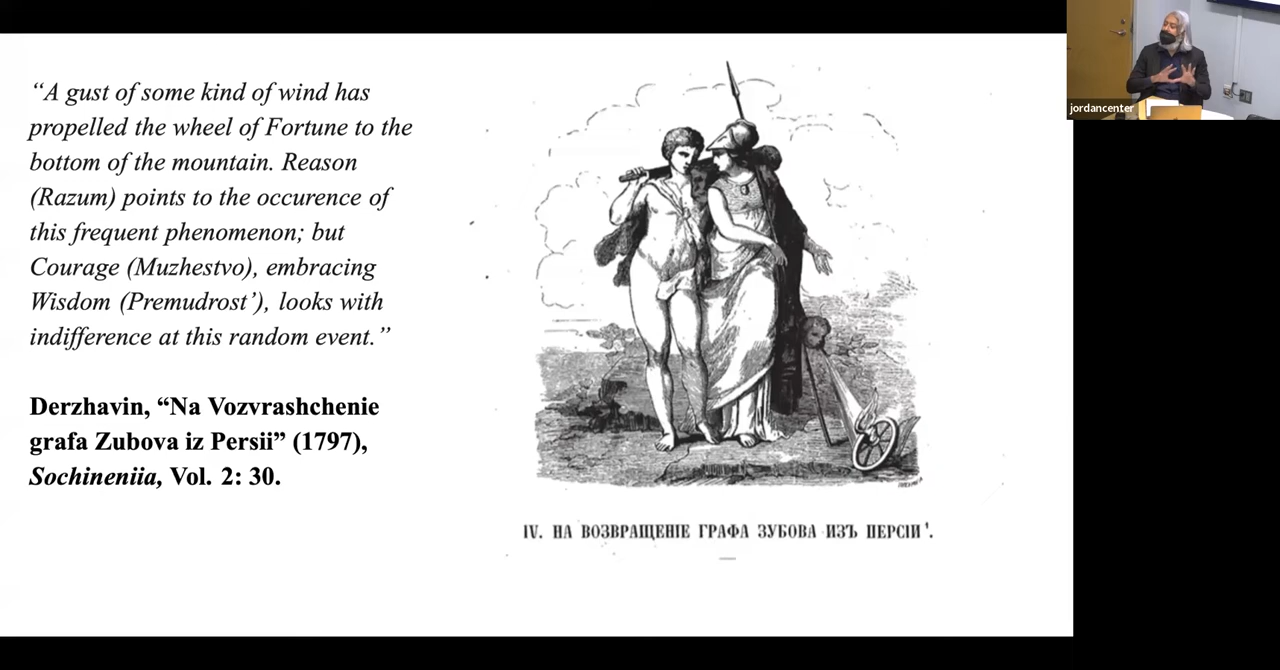 “A gust of some kind of wind has
propelled the wheel of Fortune to the
bottom of the mountain. Reason
(Razum) points to the occurence of
this frequent phenomenon; but
Courage (Muzhestvo), embracing
Wisdom (Premudrost’), looks with
indifference at this random event.”
Derzhavin, “Na Vozvrashchenie
grafa Zubova iz Persii” (1797),
Sochineniia, Vol. 2: 30.
IV. НА ВОЗВРАЩЕНІЕ ГРАФА ЗУБОВА ИЗЪ ПЕРСІИ ¹.
jordancenter